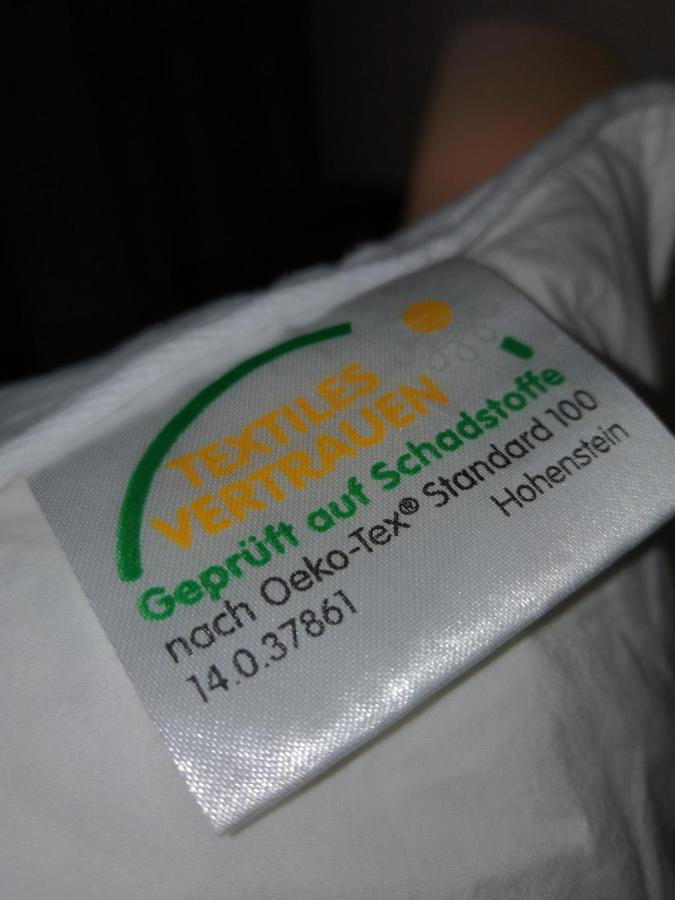 TEXTILES
VERTRAUEN
Geprüft auf Schadstoffe
nach Oeko-Tex® Standard 100
14.0.37861 Hohenstein